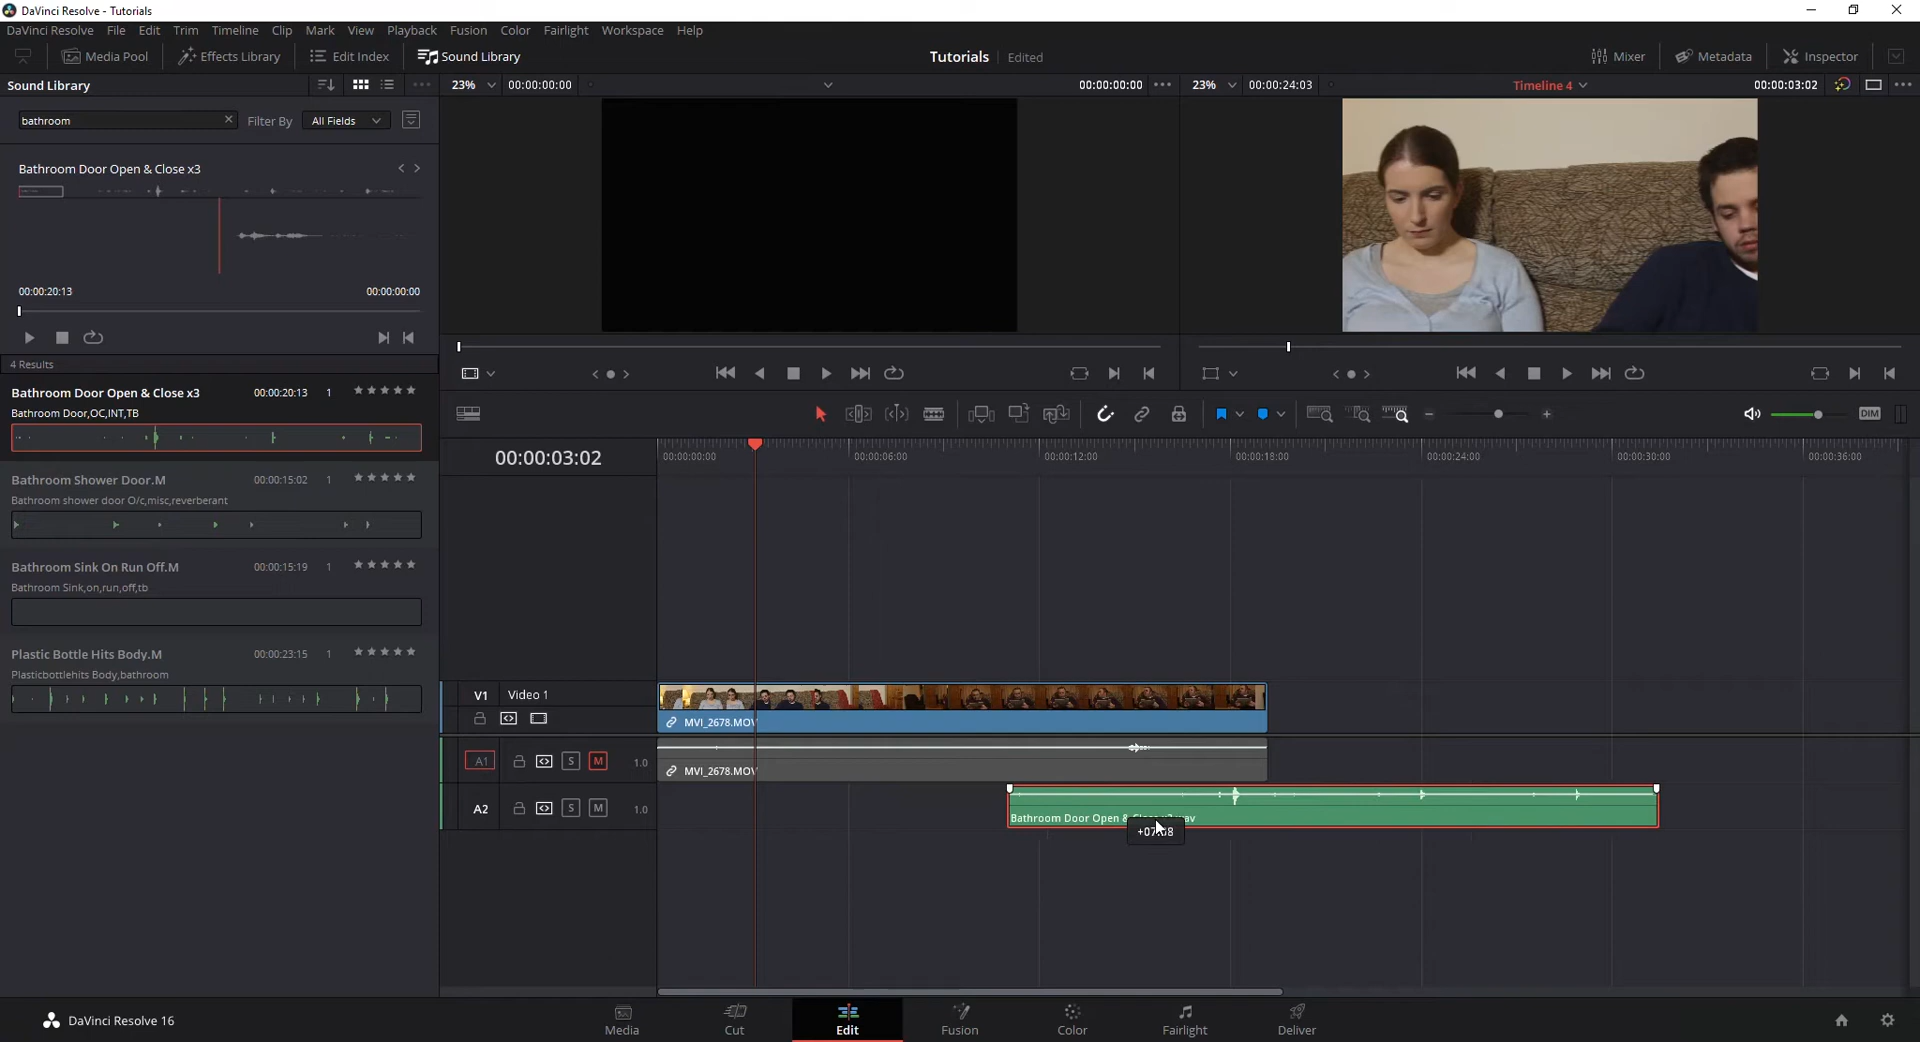 DaVinci Resolve - Tutorials
DaVinci Resolve File Edit Trim Timeline Clip Mark View Playback Fusion Color Fairlight Workspace Help
Media Pool Effects Library Edit Index Sound Library Tutorials Edited Mixer Metadata Inspector
Sound Library 23% 00:00:00:00 00:00:00:00 23% 00:00:24:03 Timeline 4 00:00:03:02
bathroom Filter By All Fields
Bathroom Door Open & Close x3
00:00:20:13 00:00:00:00
4 Results
Bathroom Door Open & Close x3 00:00:20:13 1
Bathroom Door,OC,INT,TB
Bathroom Shower Door.M 00:00:15:02 1
Bathroom shower door O/c,misc,reverberant
Bathroom Sink On Run Off.M 00:00:15:19 1
Bathroom Sink,on,run,off,tb
Plastic Bottle Hits Body.M 00:00:23:15 1
Plasticbottlehits Body,bathroom
DIM
00:00:03:02 00:00:00:00 00:00:06:00 00:00:12:00 00:00:18:00 00:00:24:00 00:00:30:00 00:00:36:00
V1 Video 1
MVI_2678.MOV
A1 S M 1.0
MVI_2678.MOV
A2 S M 1.0
Bathroom Door Open &
+07:08
DaVinci Resolve 16 Media Cut Edit Fusion Color Fairlight Deliver